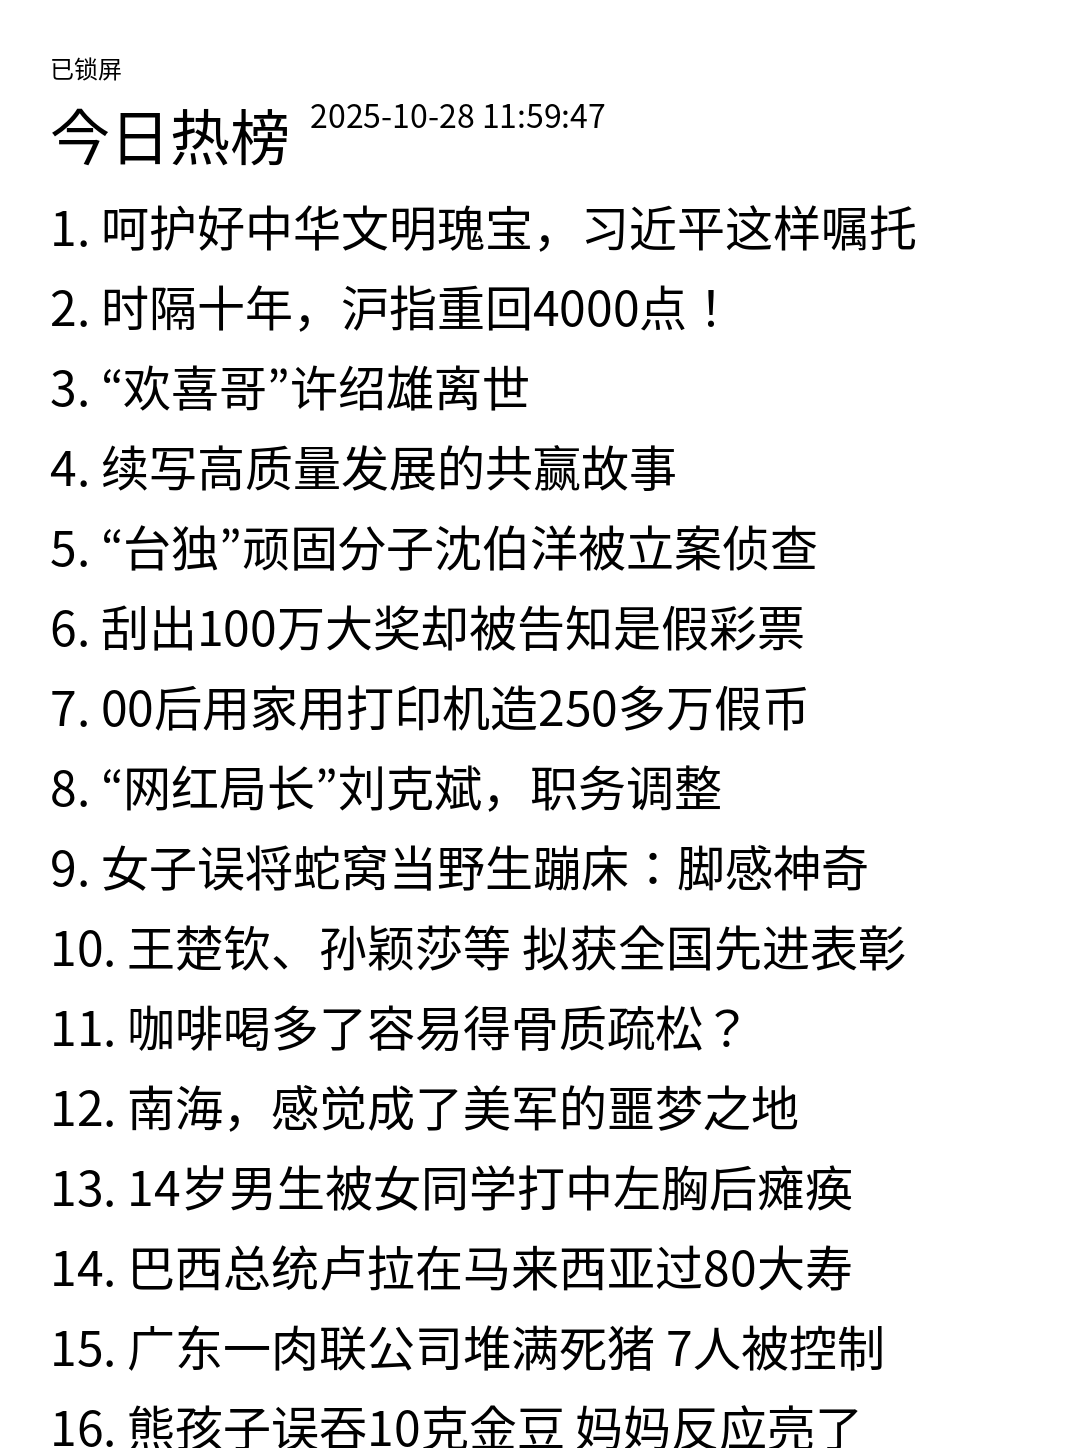 已锁屏
今日热榜 2025-10-28 11:59:47
1. 呵护好中华文明瑰宝，习近平这样嘱托
2. 时隔十年，沪指重回4000点！
3. “欢喜哥”许绍雄离世
4. 续写高质量发展的共赢故事
5. “台独”顽固分子沈伯洋被立案侦查
6. 刮出100万大奖却被告知是假彩票
7. 00后用家用打印机造250多万假币
8. “网红局长”刘克斌，职务调整
9. 女子误将蛇窝当野生蹦床：脚感神奇
10. 王楚钦、孙颖莎等 拟获全国先进表彰
11. 咖啡喝多了容易得骨质疏松？
12. 南海，感觉成了美军的噩梦之地
13. 14岁男生被女同学打中左胸后瘫痪
14. 巴西总统卢拉在马来西亚过80大寿
15. 广东一肉联公司堆满死猪 7人被控制
16. 熊孩子误吞10克金豆 妈妈反应亮了